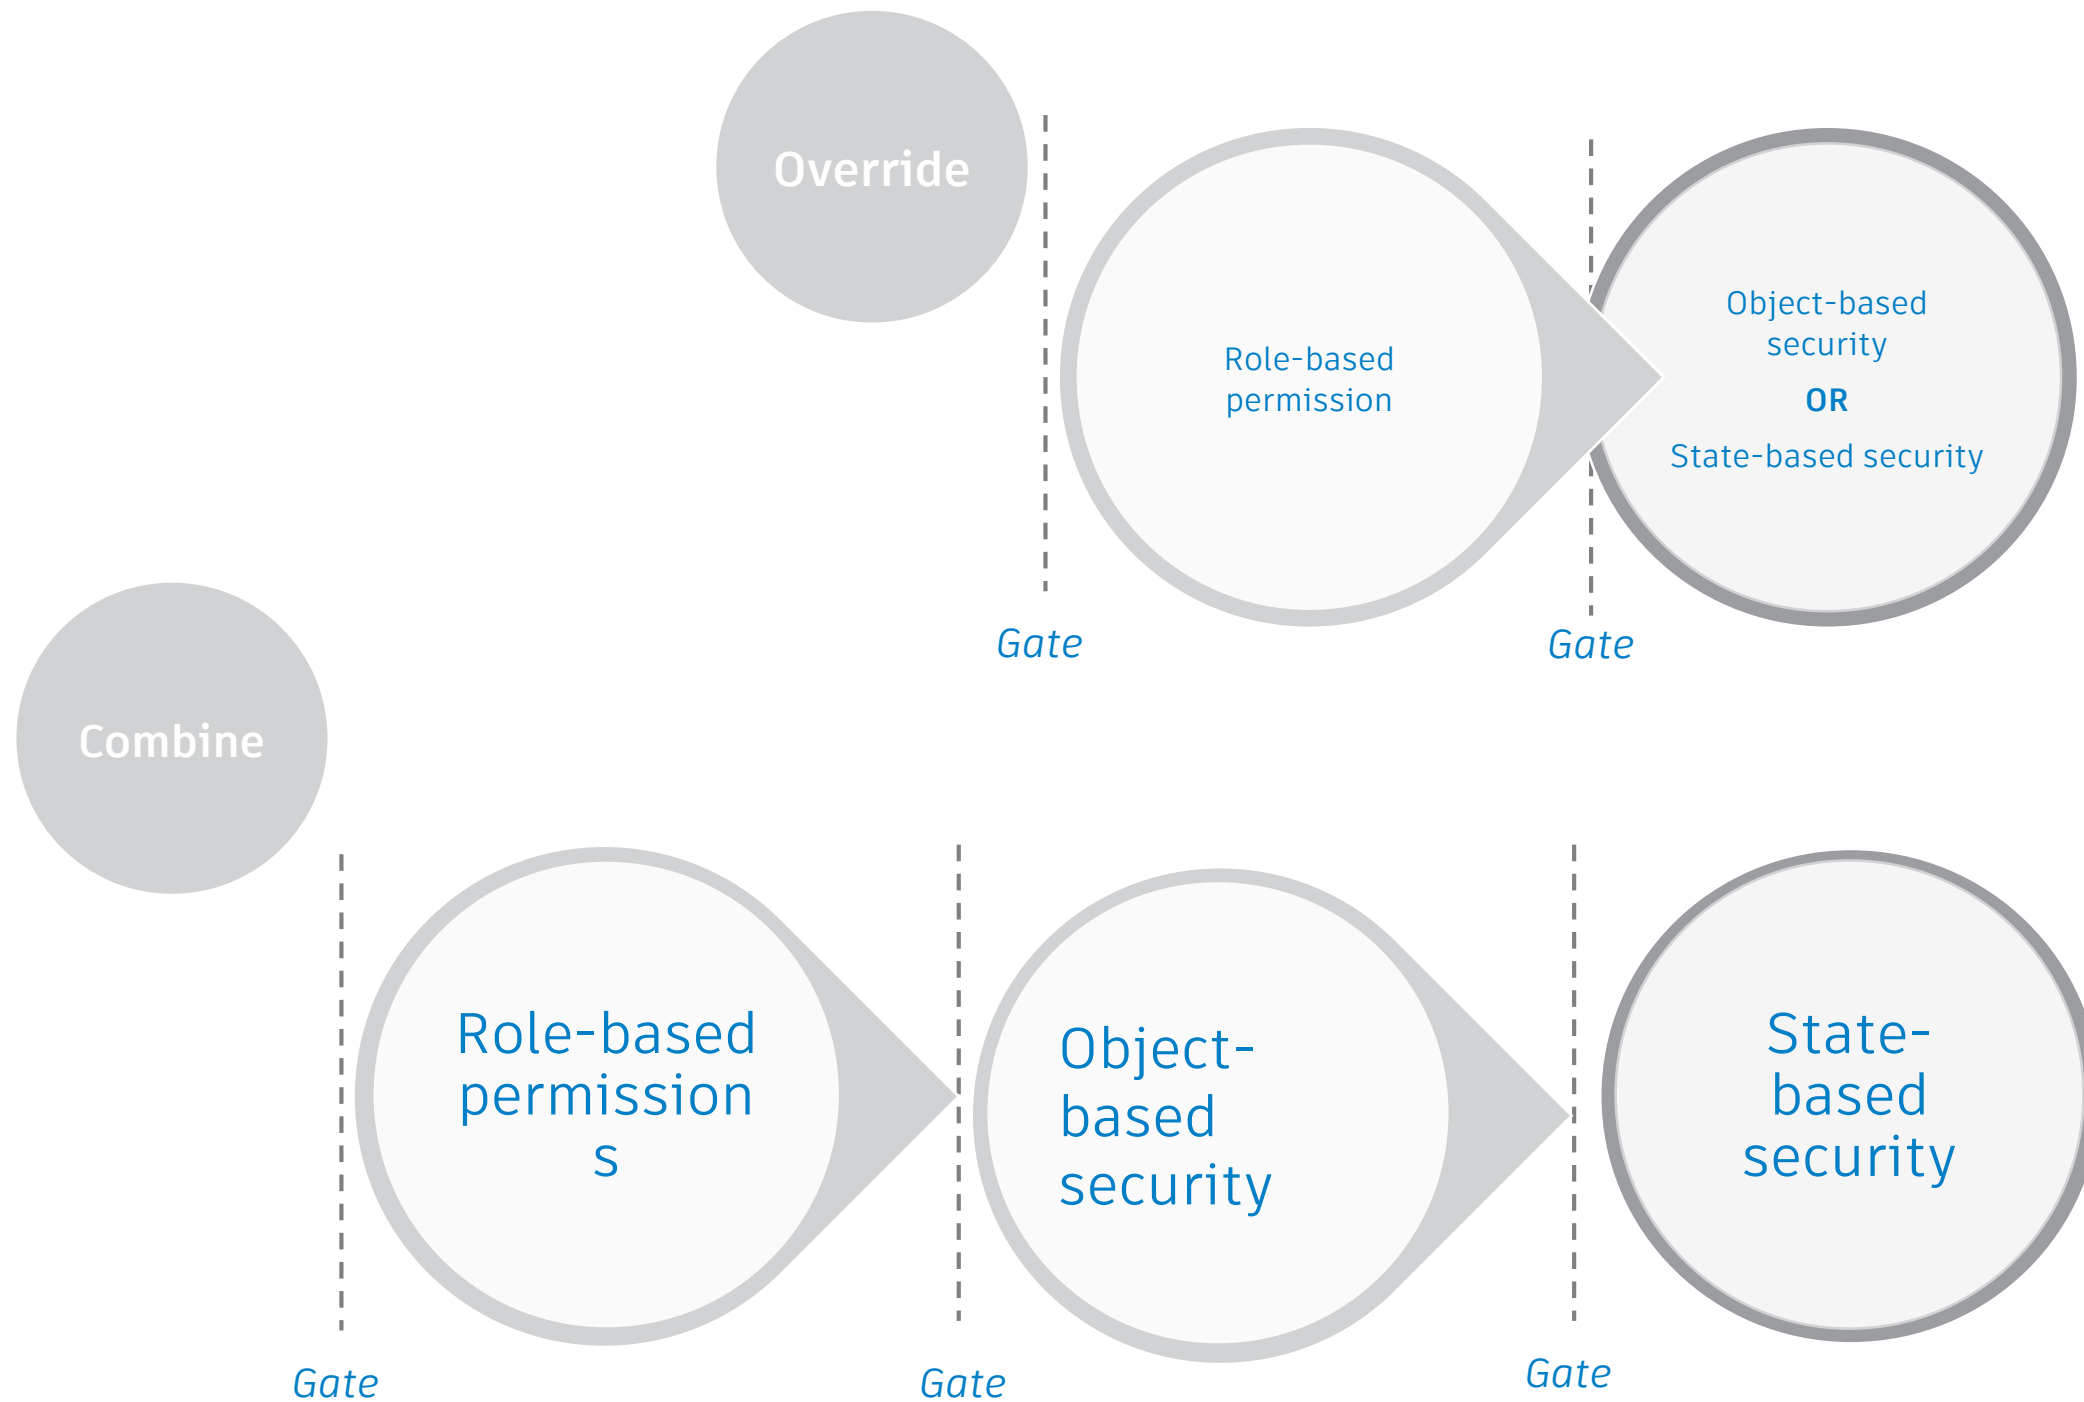 Override
Role-based
permission
Object-based
security
OR
State-based security
Gate
Gate
Combine
Role-based
permission
s
Object-
based
security
State-
based
security
Gate
Gate
Gate